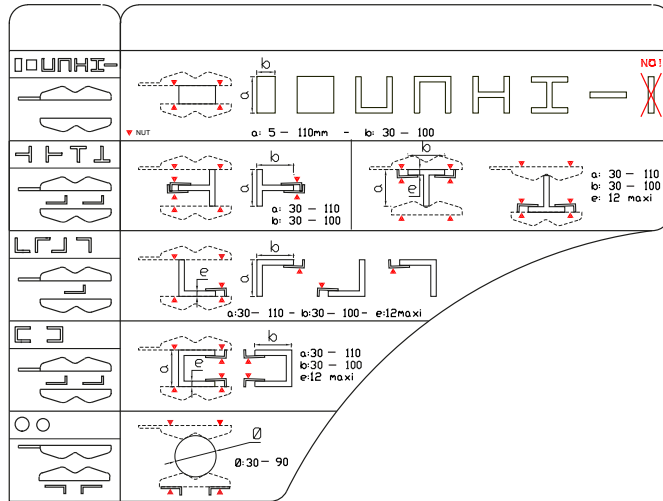 b
NO!
a
▼ NUT
a: 5 - 110mm - b: 30 - 100
b
a
a: 30 - 110
b: 30 - 100
b
a
e
a: 30 - 110
b: 30 - 100
e: 12 maxi
e
b
a
a:30 - 110 - b:30 - 100 - e:12maxi
a
e
b
a:30 - 110
b:30 - 100
e:12 maxi
Ø
Ø:30 - 90